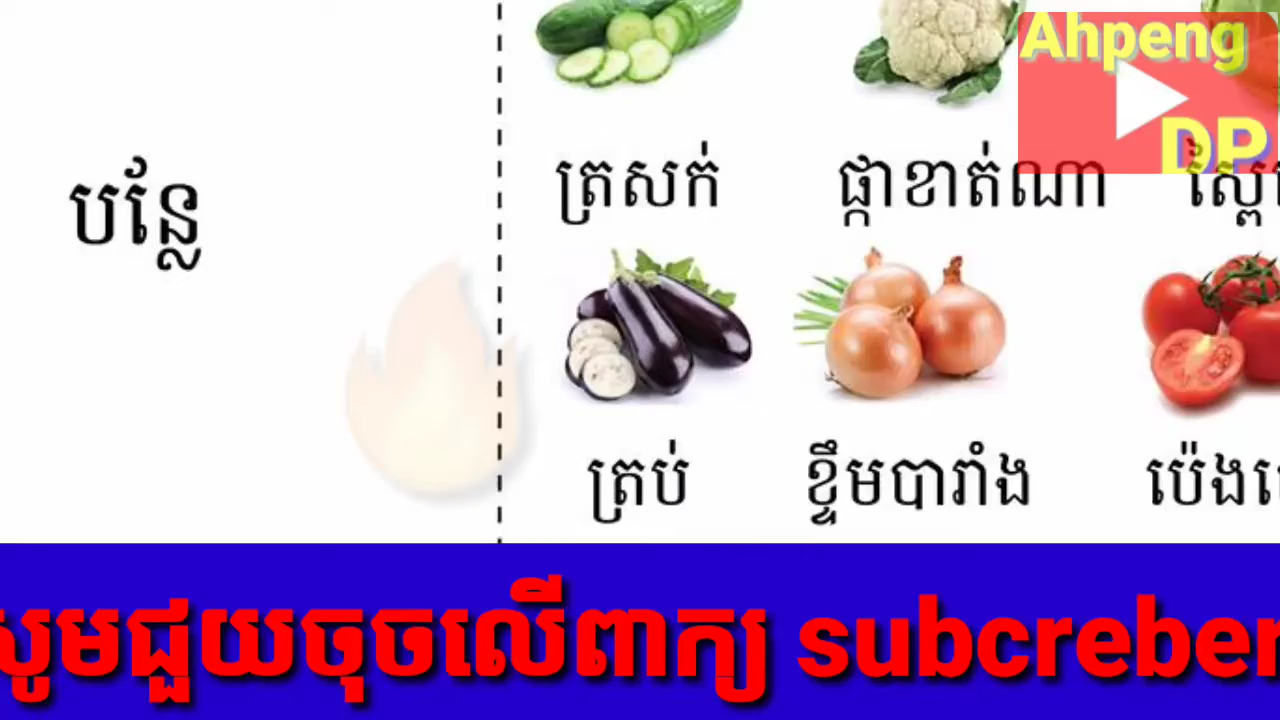 Ahpeng
DP
បន្លែ
ត្រសក់
ផ្កាខាត់ណា
ត្រប់
ខ្ទឹមបារាំង
សូមជួយចុចលើពាក្យ subcreber